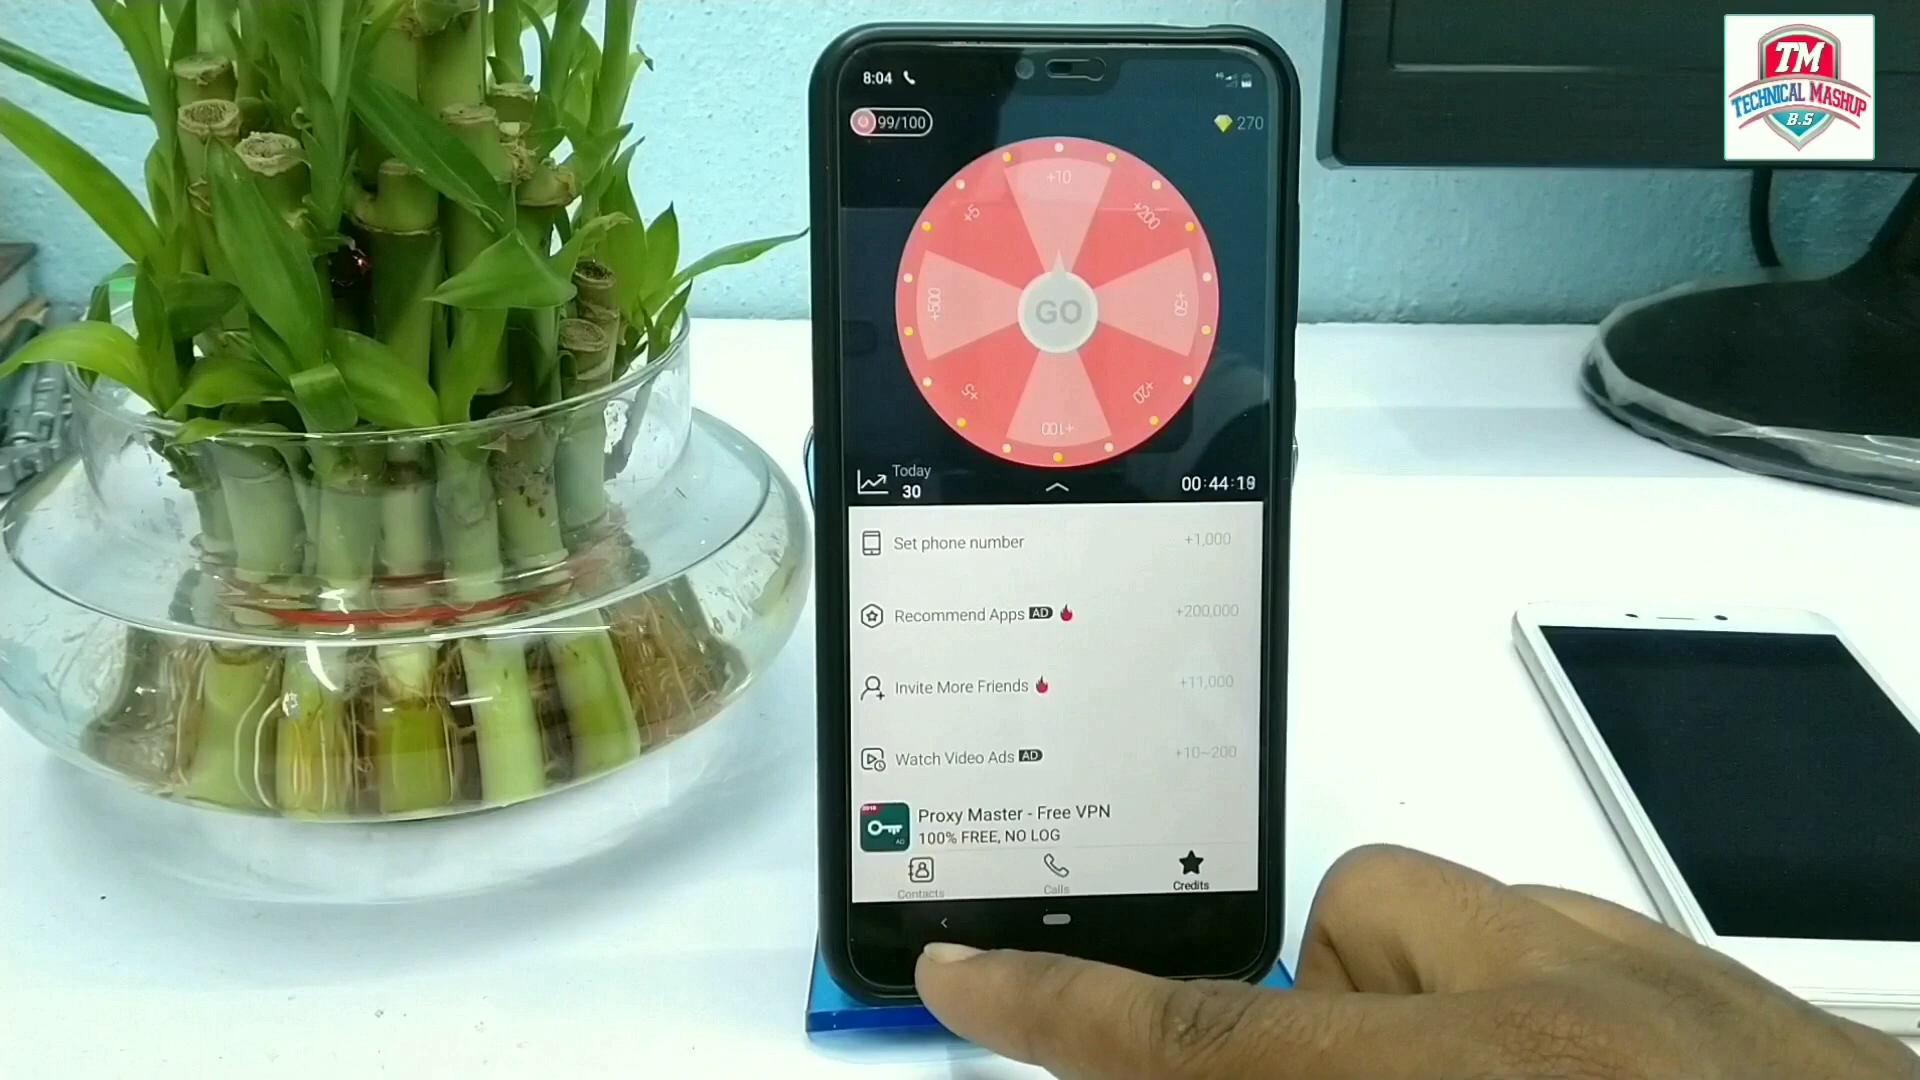 TM
TECHNICAL MASHUP
B.S
8:04
99/100
270
+10
+200
+50
+20
+100
+5
+500
+5
GO
Today
30
00:44:19
Set phone number +1,000
Recommend Apps AD +200,000
Invite More Friends +11,000
Watch Video Ads AD +10~200
Proxy Master - Free VPN
100% FREE, NO LOG
AD
Contacts Calls Credits